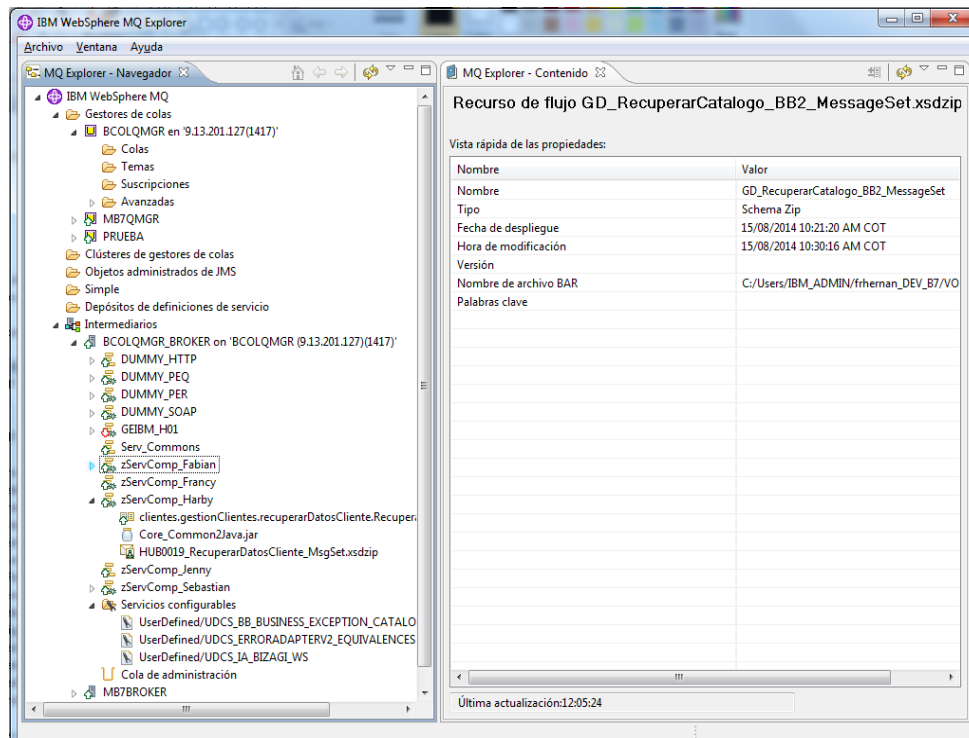 IBM WebSphere MQ Explorer
Archivo Ventana Ayuda
MQ Explorer - Navegador
IBM WebSphere MQ
Gestores de colas
BCOLQMGR en '9.13.201.127(1417)'
Colas
Temas
Suscripciones
Avanzadas
MB7QMGR
PRUEBA
Clústeres de gestores de colas
Objetos administrados de JMS
Simple
Depósitos de definiciones de servicio
Intermediarios
BCOLQMGR_BROKER on 'BCOLQMGR (9.13.201.127)(1417)'
DUMMY_HTTP
DUMMY_PEQ
DUMMY_PER
DUMMY_SOAP
GEIBM_H01
Serv_Commons
zServComp_Fabian
zServComp_Francy
zServComp_Harby
clientes.gestionClientes.recuperarDatosCliente.Recupera
Core_Common2Java.jar
HUB0019_RecuperarDatosCliente_MsgSet.xsdzip
zServComp_Jenny
zServComp_Sebastian
Servicios configurables
UserDefined/UDCS_BB_BUSINESS_EXCEPTION_CATALO
UserDefined/UDCS_ERRORADAPTERV2_EQUIVALENCES
UserDefined/UDCS_IA_BIZAGI_WS
Cola de administración
MB7BROKER
MQ Explorer - Contenido
Recurso de flujo GD_RecuperarCatalogo_BB2_MessageSet.xsdzip
Vista rápida de las propiedades:
Nombre Valor
Nombre GD_RecuperarCatalogo_BB2_MessageSet
Tipo Schema Zip
Fecha de despliegue 15/08/2014 10:21:20 AM COT
Hora de modificación 15/08/2014 10:30:16 AM COT
Versión
Nombre de archivo BAR C:/Users/IBM_ADMIN/frhernan_DEV_B7/VO
Palabras clave
Última actualización:12:05:24